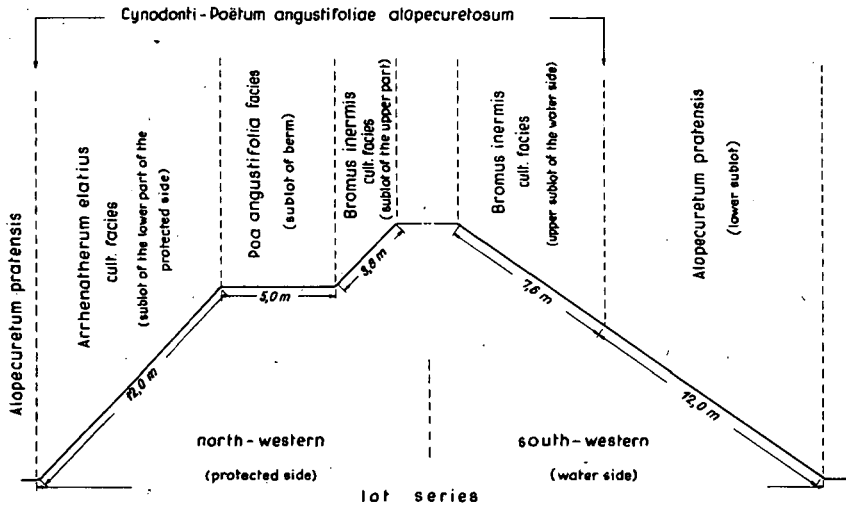 Cynodonti-Poëtum angustifoliae alopecuretosum
Alopecuretum pratensis
Arrhenatherum elatius
cult. facies
(sublot of the lower part of the
protected side)
Poa angustifolia facies
(sublot of berm)
Bromus inermis
cult. facies
(sublot of the upper part)
Bromus inermis
cult. facies
(upper sublot of the water side)
Alopecuretum pratensis
(lower sublot)
12,0 m
5,0 m
3,8 m
7,6 m
12,0 m
north-western
(protected side)
south-western
(water side)
lot series